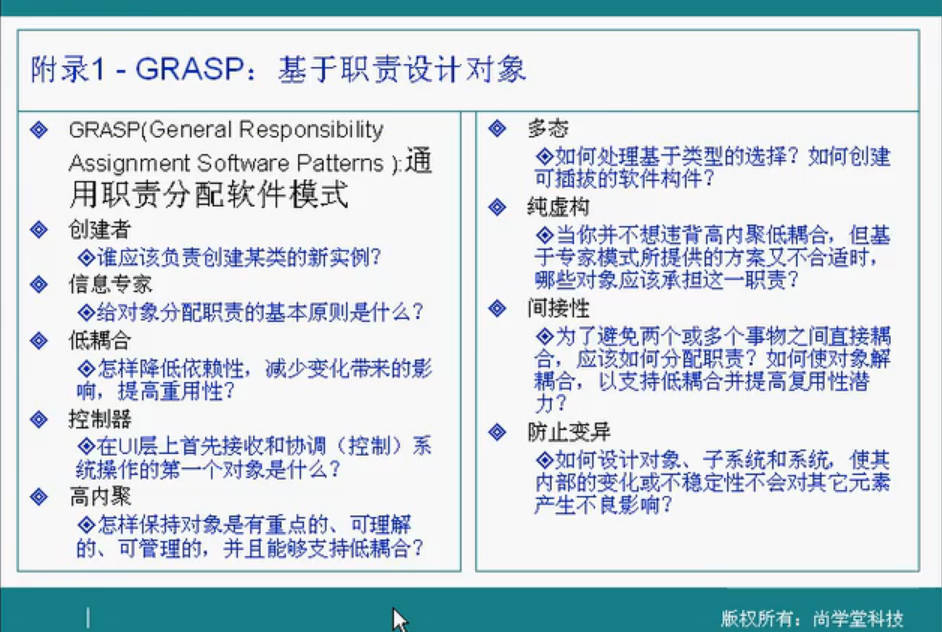 附录1 - GRASP：基于职责设计对象
GRASP(General Responsibility
Assignment Software Patterns ):通
用职责分配软件模式
创建者
谁应该负责创建某类的新实例？
信息专家
给对象分配职责的基本原则是什么？
低耦合
怎样降低依赖性，减少变化带来的影
响，提高重用性？
控制器
在UI层上首先接收和协调（控制）系
统操作的第一个对象是什么？
高内聚
怎样保持对象是有重点的、可理解
的、可管理的，并且能够支持低耦合？
多态
如何处理基于类型的选择？如何创建
可插拔的软件构件？
纯虚构
当你并不想违背高内聚低耦合，但基
于专家模式所提供的方案又不合适时，
哪些对象应该承担这一职责？
间接性
为了避免两个或多个事物之间直接耦
合，应该如何分配职责？如何使对象解
耦合，以支持低耦合并提高复用性潜
力？
防止变异
如何设计对象、子系统和系统，使其
内部的变化或不稳定性不会对其它元素
产生不良影响？
版权所有：尚学堂科技